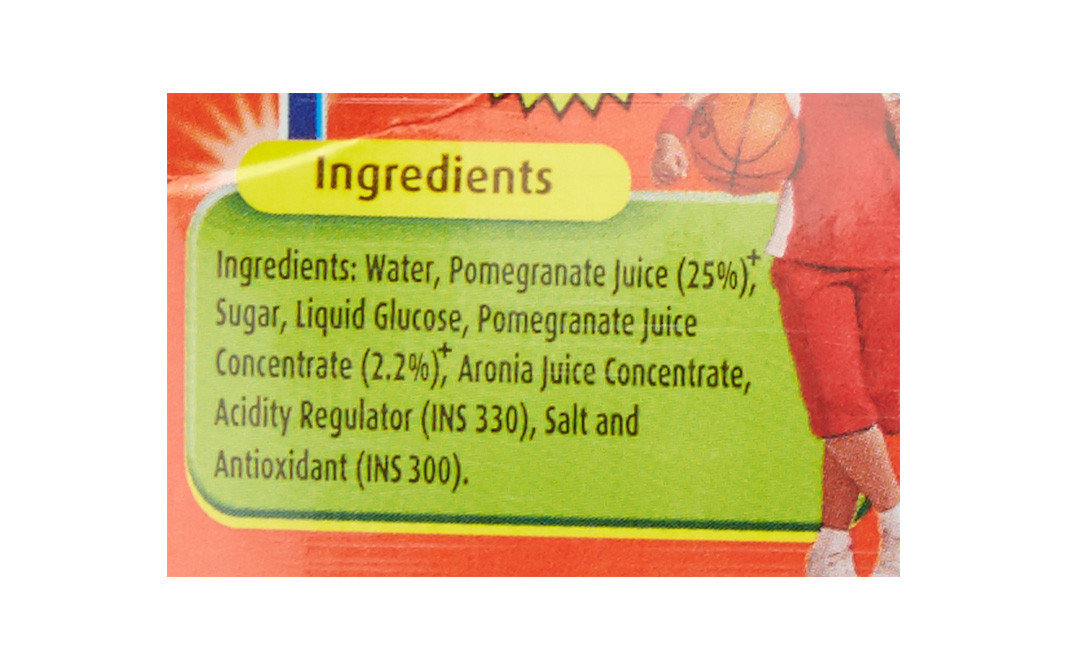 Ingredients
Ingredients: Water, Pomegranate Juice (25%)⁺,
Sugar, Liquid Glucose, Pomegranate Juice
Concentrate (2.2%)⁺, Aronia Juice Concentrate,
Acidity Regulator (INS 330), Salt and
Antioxidant (INS 300).